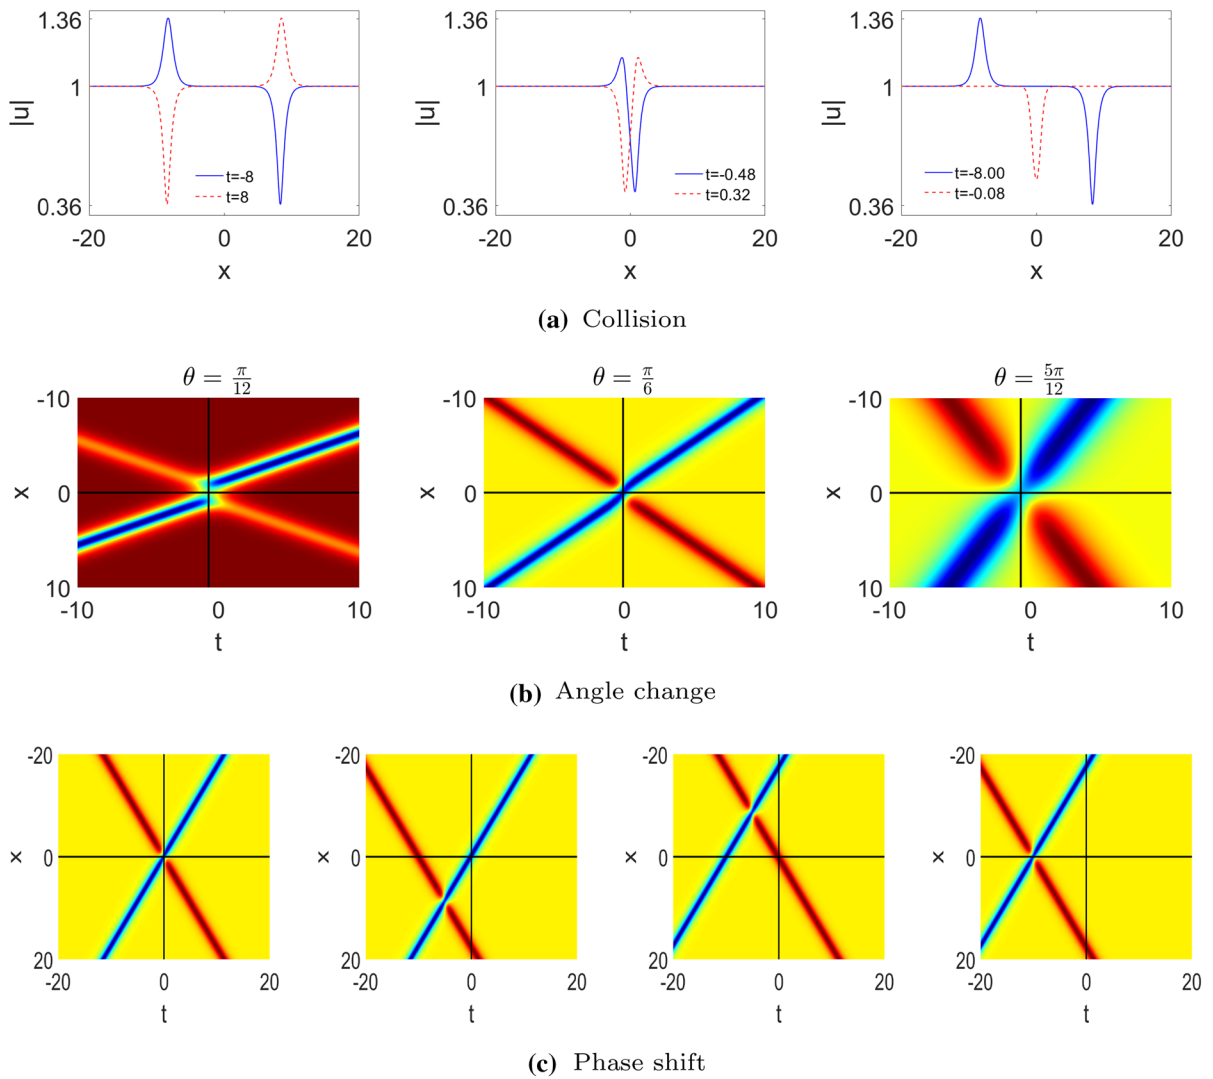 1.36
1
0.36
|u|
-20 0 20
x
t=-8
t=8
1.36
1
0.36
|u|
-20 0 20
x
t=-0.48
t=0.32
1.36
1
0.36
|u|
-20 0 20
x
t=-8.00
t=-0.08
(a) Collision
θ = π/12
-10
0
10
x
-10 0 10
t
θ = π/6
-10
0
10
x
-10 0 10
t
θ = 5π/12
-10
0
10
x
-10 0 10
t
(b) Angle change
-20
0
20
x
-20 0 20
t
-20
0
20
x
-20 0 20
t
-20
0
20
x
-20 0 20
t
-20
0
20
x
-20 0 20
t
(c) Phase shift